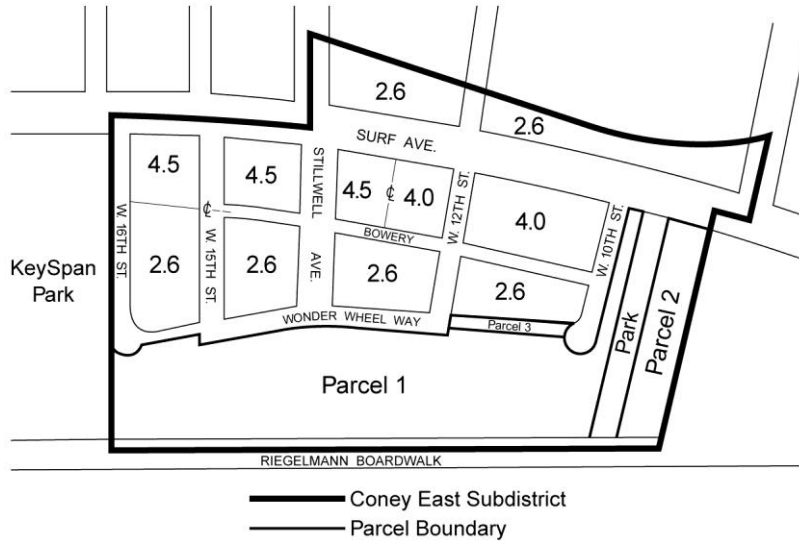 2.6
2.6
SURF AVE.
4.5
4.5
STILLWELL
AVE.
4.5
℄
4.0
W. 12TH ST.
4.0
W. 16TH ST.
℄
W. 15TH ST.
BOWERY
W. 10TH ST.
KeySpan
Park
2.6
2.6
2.6
2.6
WONDER WHEEL WAY
Parcel 3
Park
Parcel 2
Parcel 1
RIEGELMANN BOARDWALK
Coney East Subdistrict
Parcel Boundary